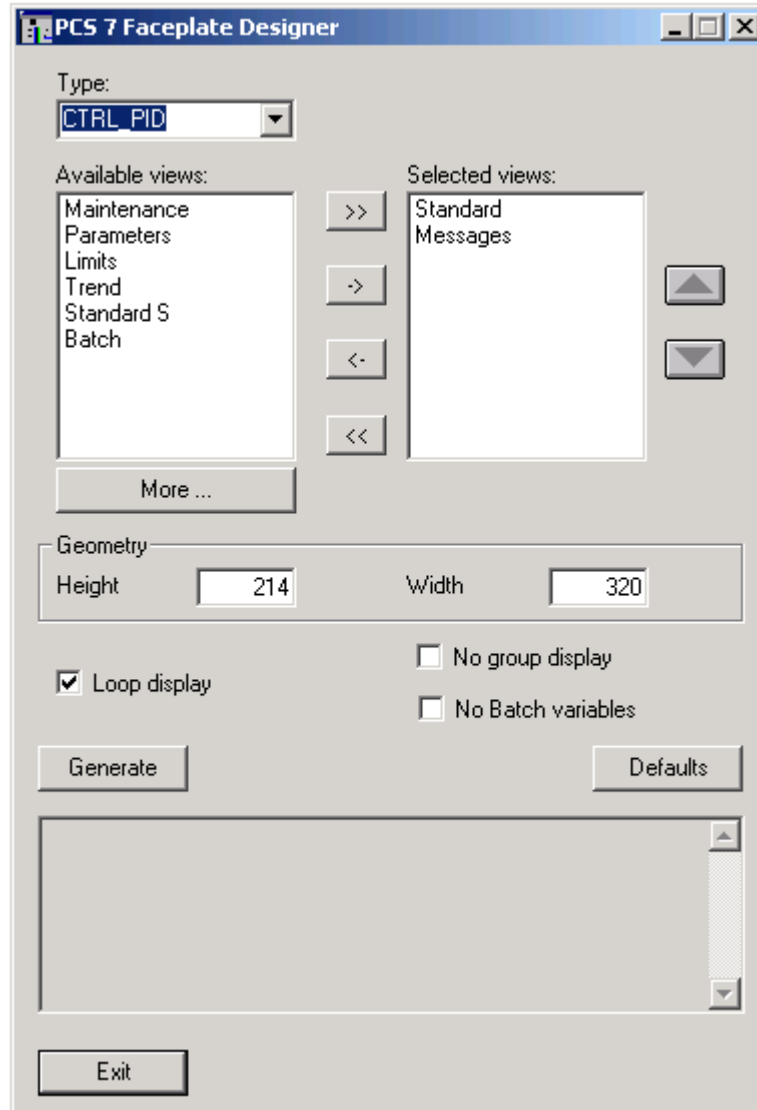 PCS 7 Faceplate Designer
Type:
CTRL_PID
Available views:
Selected views:
Maintenance
Parameters
Limits
Trend
Standard S
Batch
>>
->
<-
<<
Standard
Messages
More ...
Geometry
Height 214 Width 320
Loop display
No group display
No Batch variables
Generate
Defaults
Exit